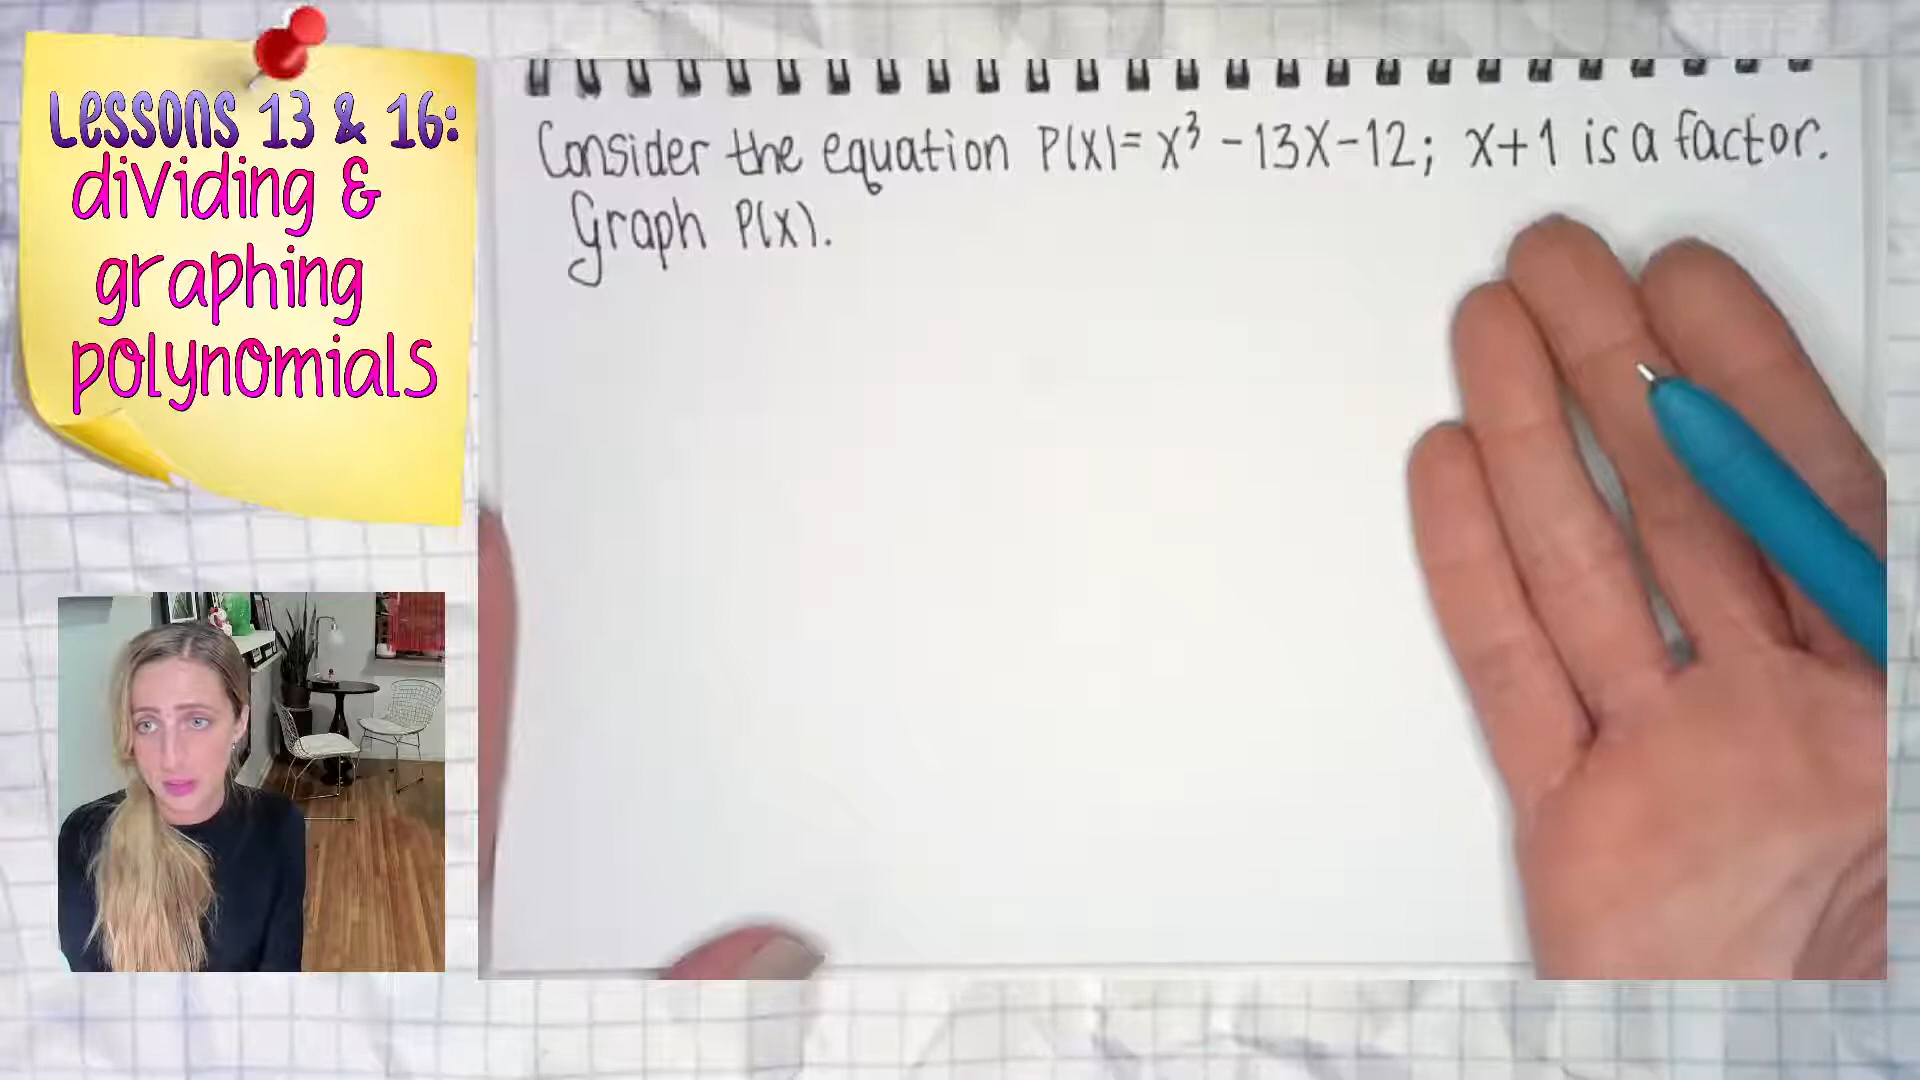 Lessons 13 & 16:
dividing &
graphing
polynomials
Consider the equation P(x)= x³ -13x-12; x+1 is a factor.
Graph P(x).